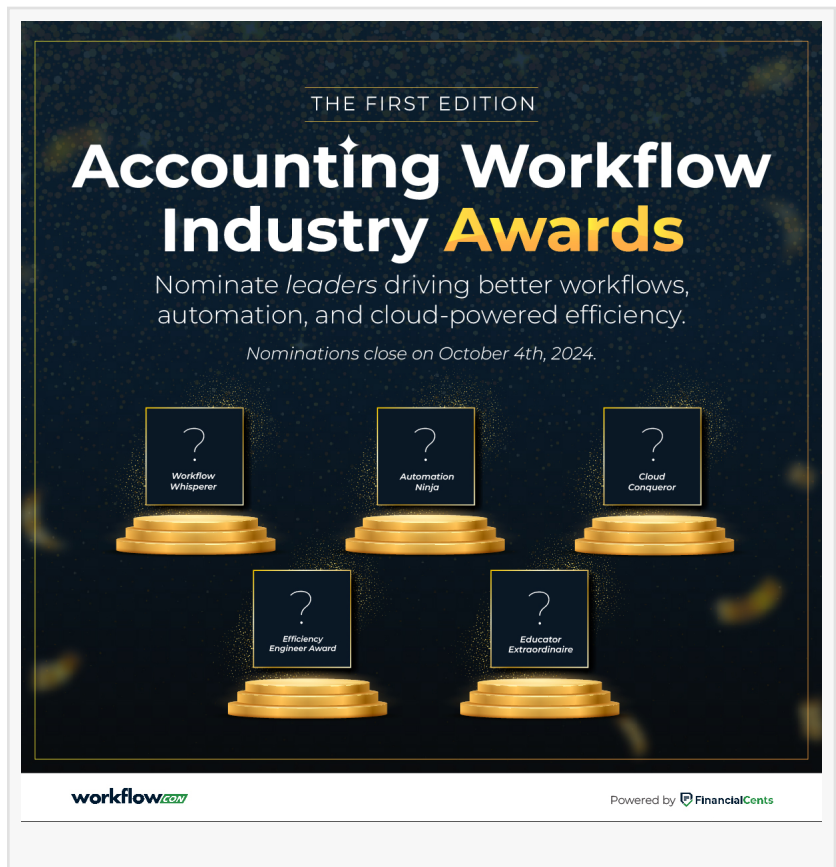 THE FIRST EDITION
Accounting Workflow
Industry Awards
Nominate leaders driving better workflows,
automation, and cloud-powered efficiency.
Nominations close on October 4th, 2024.
?
Workflow
Whisperer
?
Automation
Ninja
?
Cloud
Conqueror
?
Efficiency
Engineer Award
?
Educator
Extraordinaire
workflowCON
Powered by FinancialCents